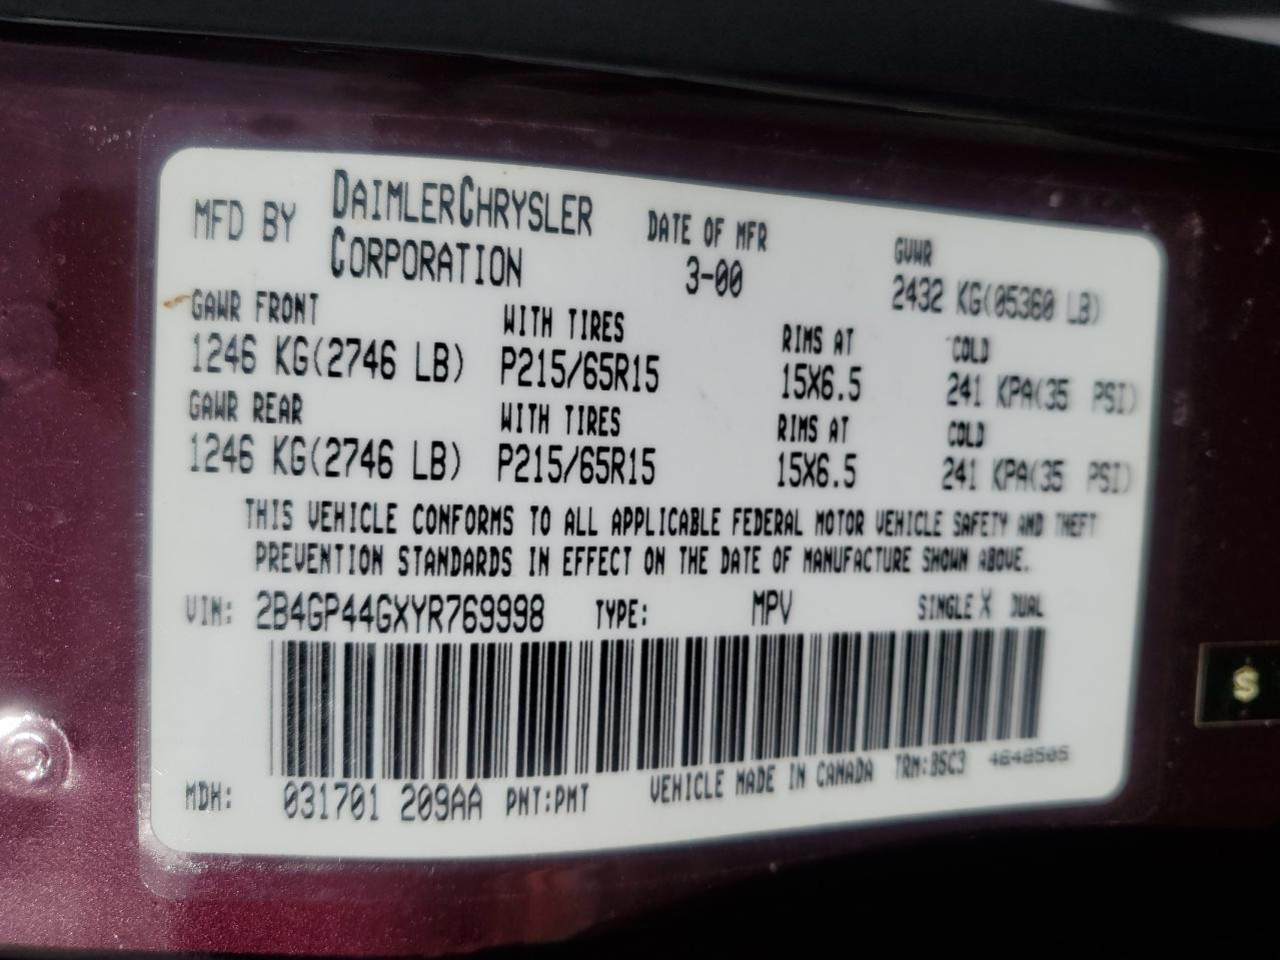 MFD BY DAIMLERCHRYSLER CORPORATION DATE OF MFR 3-00 GVWR 2432 KG(05360 LB)
GAWR FRONT WITH TIRES RIMS AT COLD
1246 KG(2746 LB) P215/65R15 15X6.5 241 KPA(35 PSI)
GAWR REAR WITH TIRES RIMS AT COLD
1246 KG(2746 LB) P215/65R15 15X6.5 241 KPA(35 PSI)
THIS VEHICLE CONFORMS TO ALL APPLICABLE FEDERAL MOTOR VEHICLE SAFETY AND THEFT
PREVENTION STANDARDS IN EFFECT ON THE DATE OF MANUFACTURE SHOWN ABOVE.
VIN: 2B4GP44GXYR769998 TYPE: MPV SINGLE X DUAL
MDH: 031701 209AA PNT:PMT VEHICLE MADE IN CANADA TRM:BSC3 4648505
S